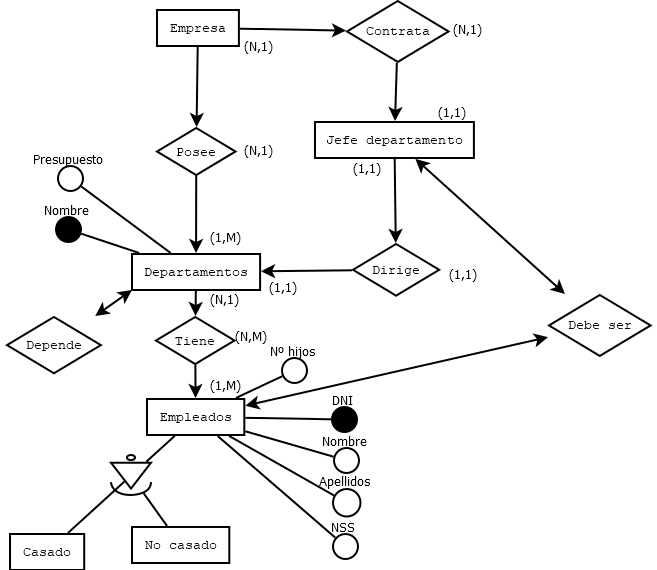 Empresa
Contrata
(N,1)
(N,1)
(1,1)
Jefe departamento
Posee
(N,1)
Presupuesto
(1,1)
Nombre
(1,M)
Departamentos
Dirige
(1,1)
(1,1)
(N,1)
Depende
Tiene
(N,M)
Debe ser
Nº hijos
(1,M)
DNI
Empleados
Nombre
Apellidos
NSS
Casado
No casado